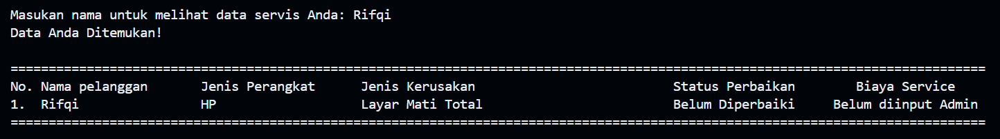 Masukan nama untuk melihat data servis Anda: Rifqi
Data Anda Ditemukan!
================================================================================================================================
No. Nama pelanggan       Jenis Perangkat      Jenis Kerusakan                          Status Perbaikan        Biaya Service
1.  Rifqi                HP                   Layar Mati Total                         Belum Diperbaiki     Belum diinput Admin
================================================================================================================================